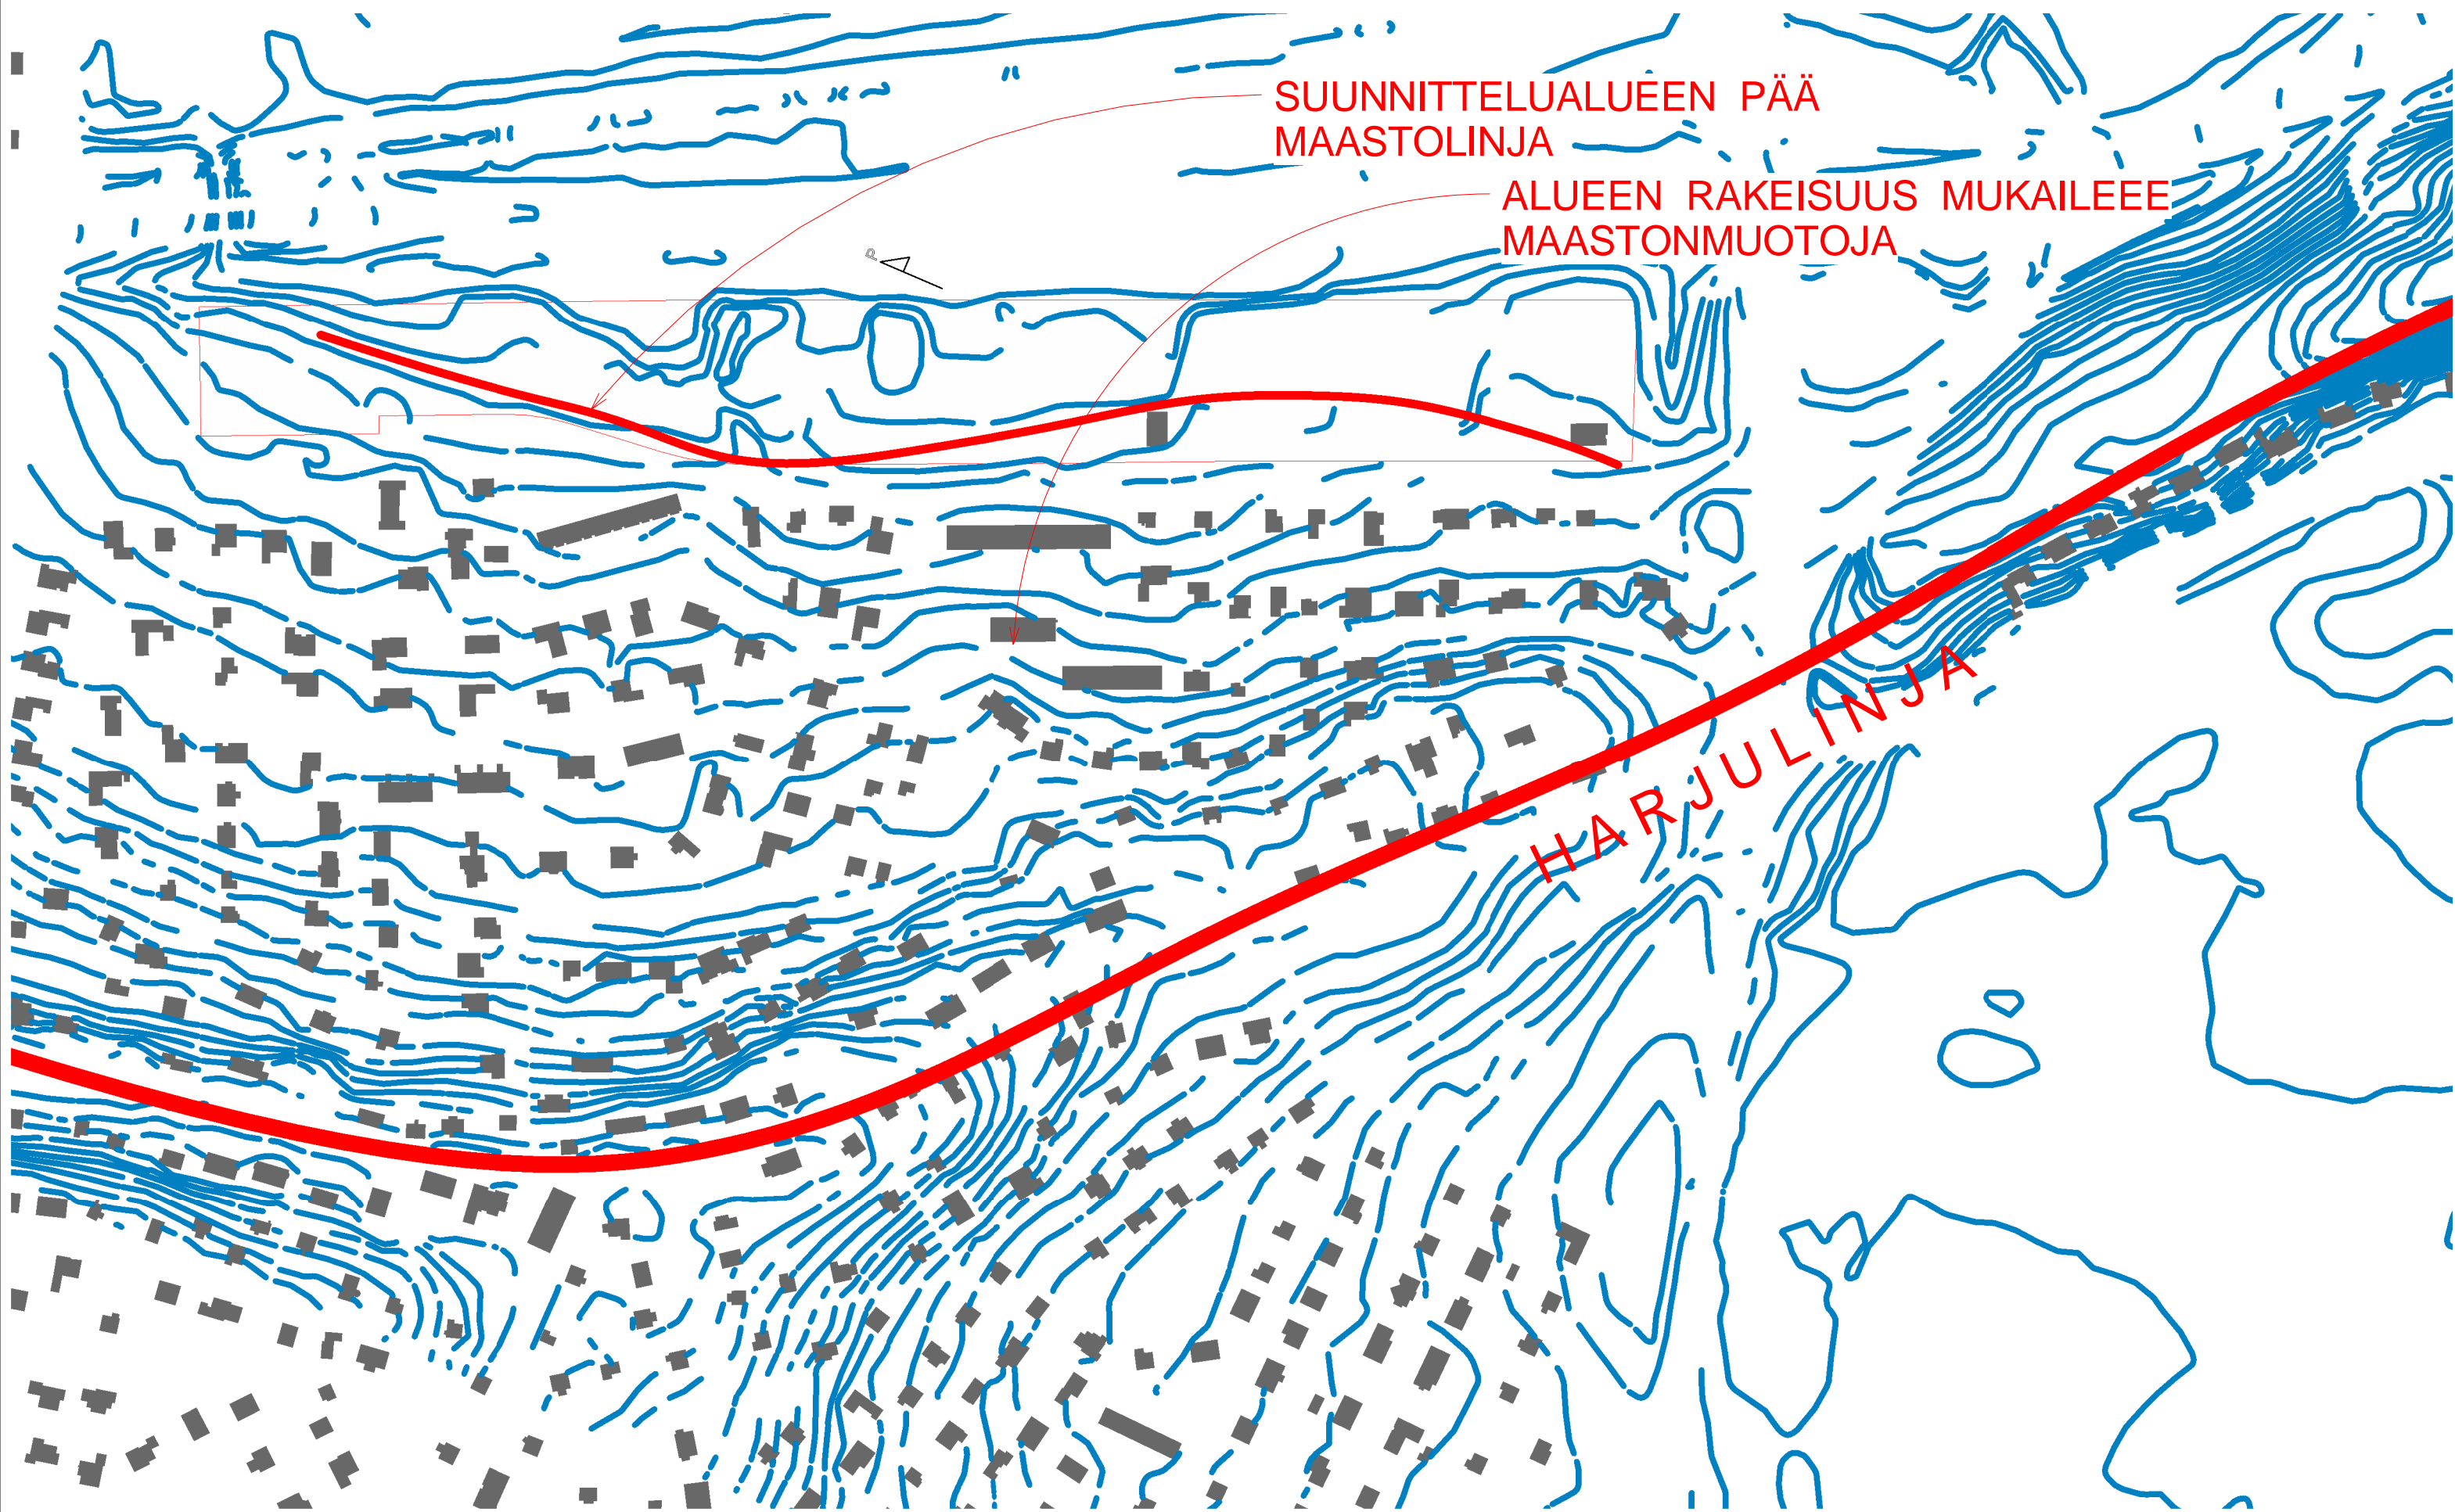 SUUNNITTELUALUEEN PÄÄ
MAASTOLINJA
ALUEEN RAKEISUUS MUKAILEEE
MAASTONMUOTOJA
P
HARJULINJA